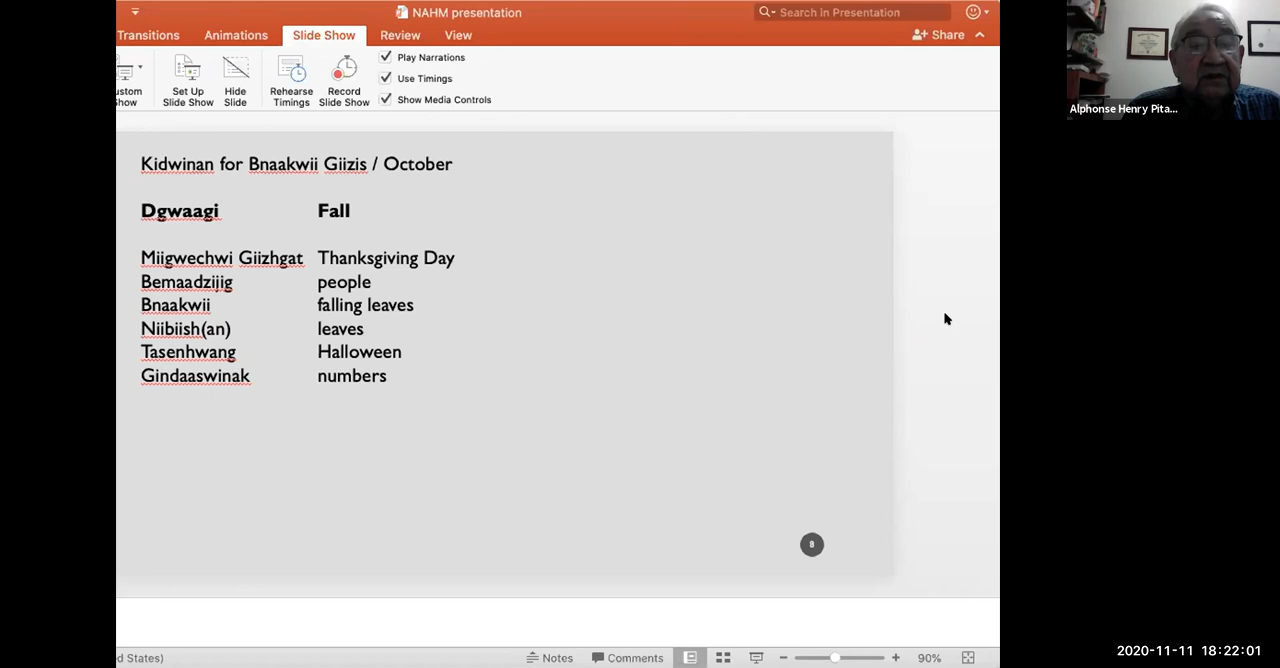 NAHM presentation
Search in Presentation
Transitions Animations Slide Show Review View Share
ustom Show
Set Up Slide Show
Hide Slide
Rehearse Timings
Record Slide Show
Play Narrations
Use Timings
Show Media Controls
Alphonse Henry Pita...
Kidwinan for Bnaakwii Giizis / October
Dgwaagi Fall
Miigwechwi Giizhgat Thanksgiving Day
Bemaadzijig people
Bnaakwii falling leaves
Niibiish(an) leaves
Tasenhwang Halloween
Gindaaswinak numbers
8
d States) Notes Comments 90%
2020-11-11 18:22:01